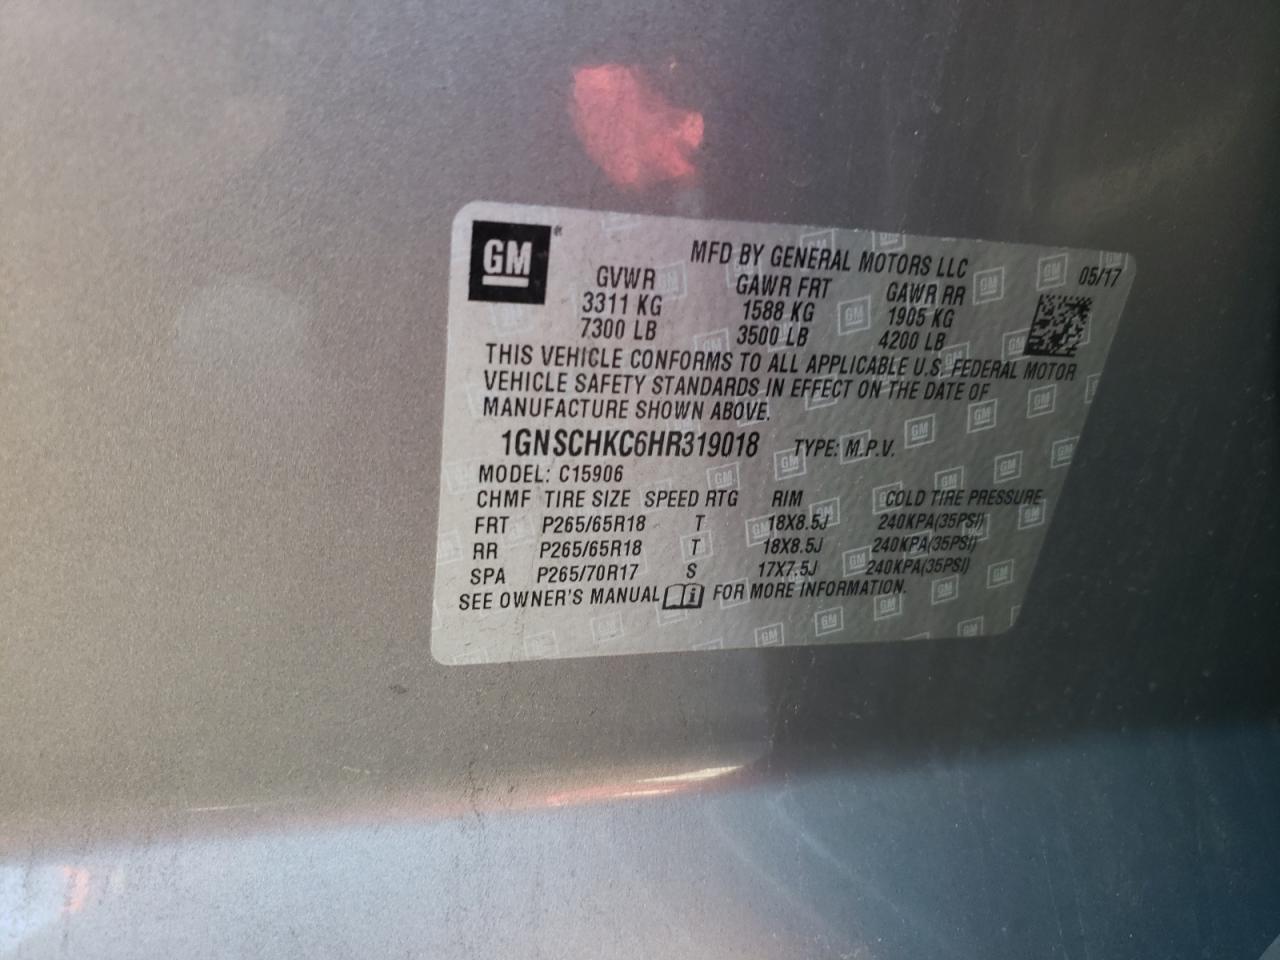 GM®
MFD BY GENERAL MOTORS LLC
05/17
GVWR GAWR FRT GAWR RR
3311 KG 1588 KG 1905 KG
7300 LB 3500 LB 4200 LB
THIS VEHICLE CONFORMS TO ALL APPLICABLE U.S. FEDERAL MOTOR
VEHICLE SAFETY STANDARDS IN EFFECT ON THE DATE OF
MANUFACTURE SHOWN ABOVE.
1GNSCHKC6HR319018 TYPE: M.P.V.
MODEL: C15906
CHMF TIRE SIZE SPEED RTG RIM COLD TIRE PRESSURE
FRT P265/65R18 T 18X8.5J 240KPA(35PSI)
RR P265/65R18 T 18X8.5J 240KPA(35PSI)
SPA P265/70R17 S 17X7.5J 240KPA(35PSI)
SEE OWNER'S MANUAL FOR MORE INFORMATION.